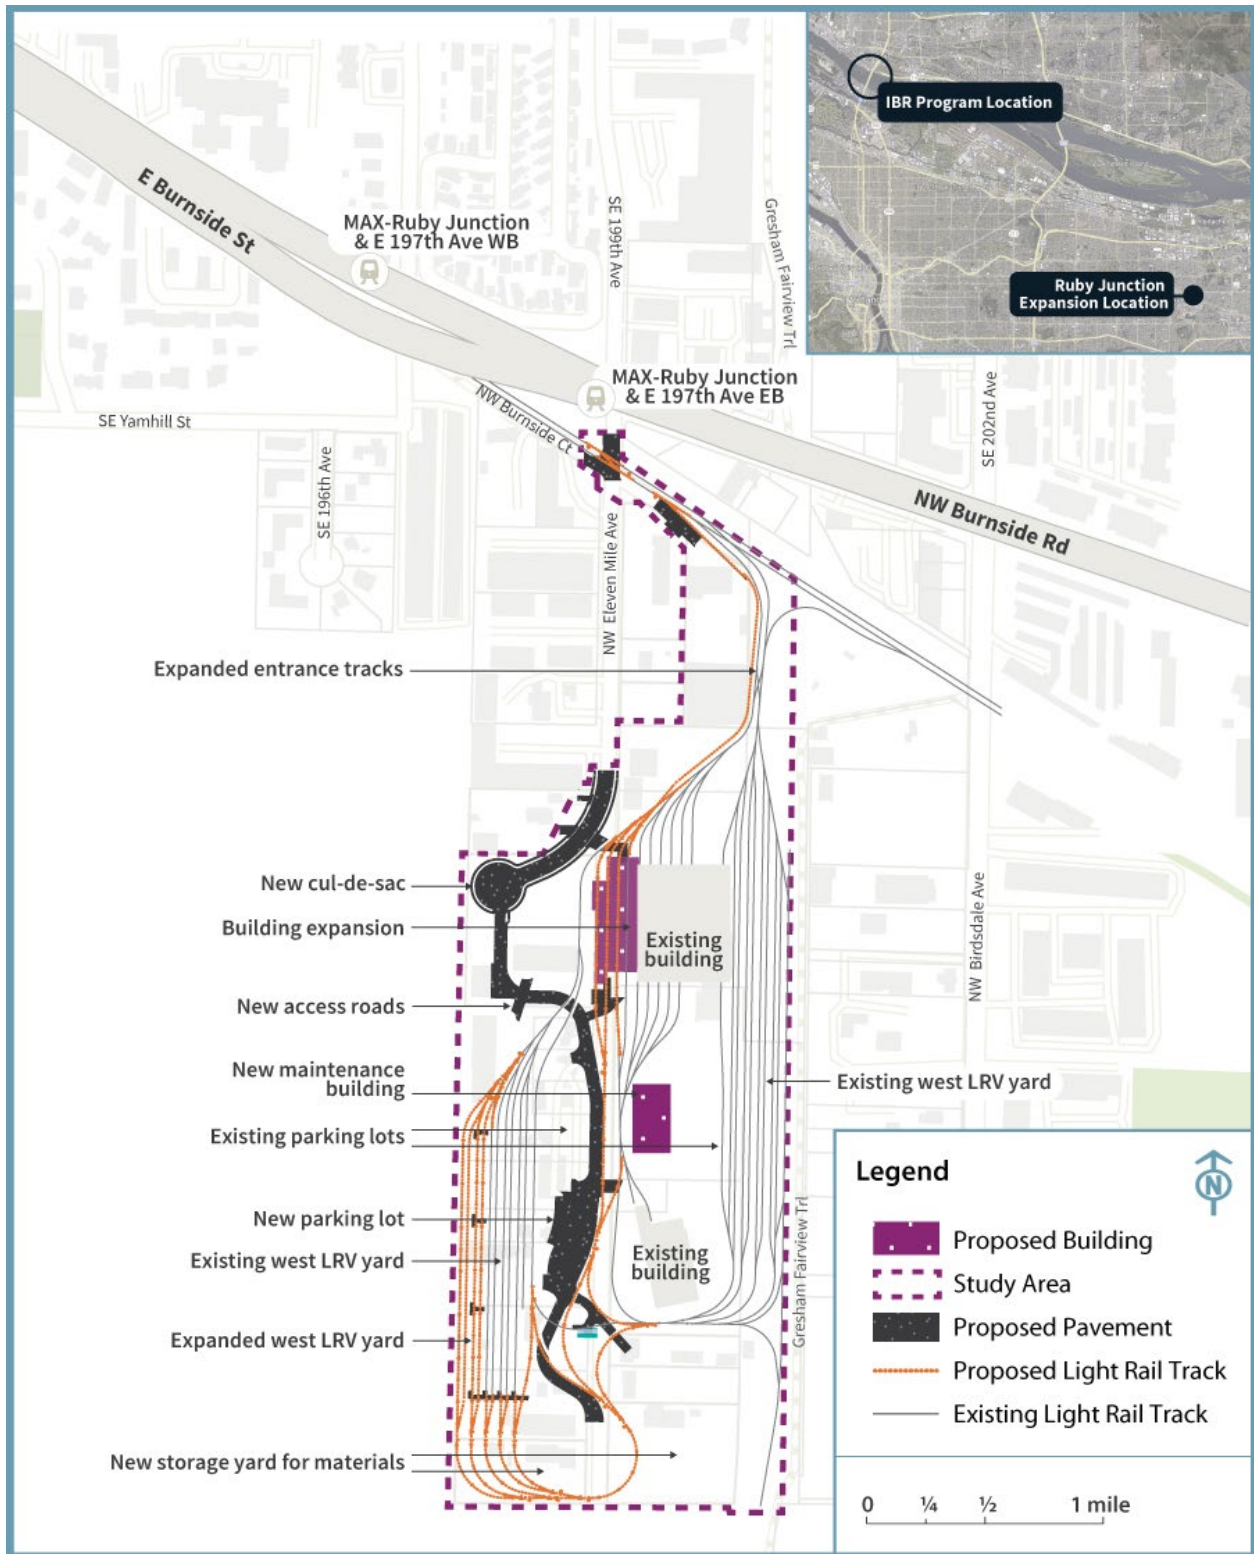 IBR Program Location
Ruby Junction
Expansion Location
E Burnside St
MAX-Ruby Junction
& E 197th Ave WB
SE 199th Ave
Gresham Fairview Trl
MAX-Ruby Junction
& E 197th Ave EB
SE Yamhill St
NW Burnside Ct
SE 202nd Ave
SE 196th Ave
NW Burnside Rd
NW Eleven Mile Ave
Expanded entrance tracks
New cul-de-sac
Building expansion
Existing
building
NW Birdsdale Ave
New access roads
New maintenance
building
Existing west LRV yard
Existing parking lots
New parking lot
Existing west LRV yard
Existing
building
Gresham Fairview Trl
Expanded west LRV yard
New storage yard for materials
Legend
N
Proposed Building
Study Area
Proposed Pavement
Proposed Light Rail Track
Existing Light Rail Track
0 ¼ ½ 1 mile